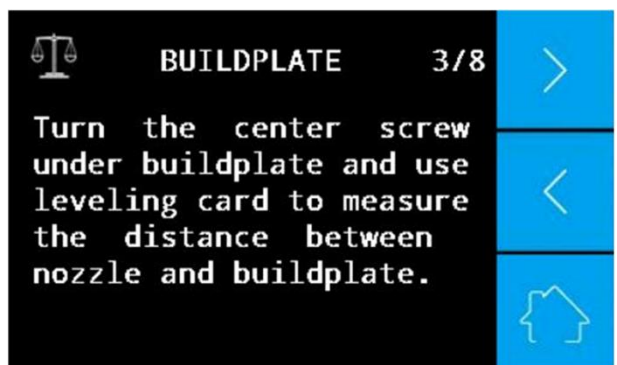 BUILDPLATE 3/8
Turn the center screw
under buildplate and use
leveling card to measure
the distance between
nozzle and buildplate.